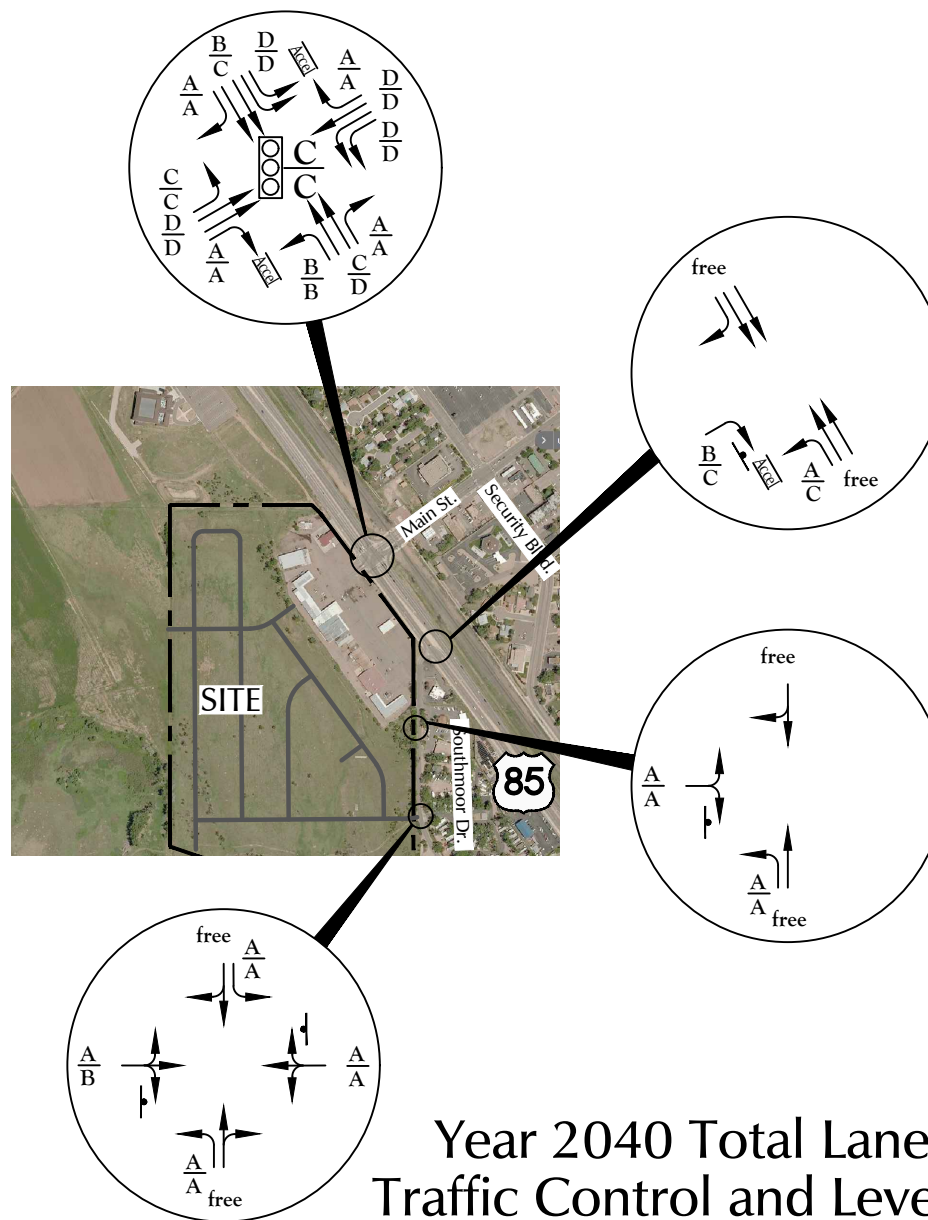 B D
C D
Accel
A A D
A A D
D
D
C
C
C
C
D
D
A
A
Accel
B
B
C
D
A
A
free
B
C
Accel
A
C
free
Main St.
Security Blvd.
SITE
Southmoor Dr.
85
free
A
A
A
A
free
free
A
A
A
B
A
A
A
A
free
Year 2040 Total Lane
Traffic Control and Leve